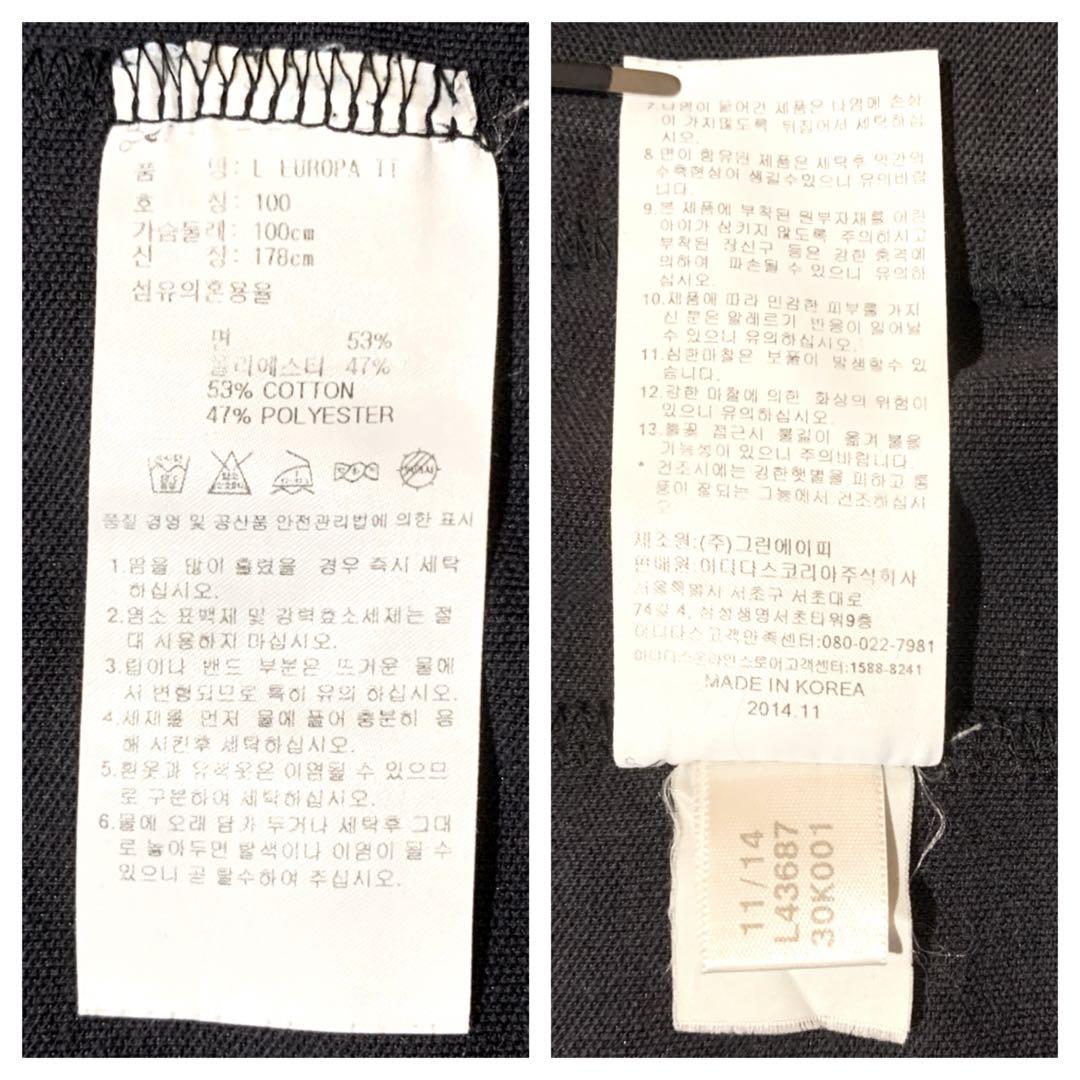 품 명: L EUROPA TT
호 칭: 100
가슴둘레: 100cm
신 장: 178cm
섬유의혼용율
면 53%
폴리에스터 47%
53% COTTON
47% POLYESTER
품질 경영 및 공산품 안전관리법에 의한 표시
1.땀을 많이 흘렸을 경우 즉시 세탁
하십시오.
2.염소 표백제 및 강력효소세제는 절
대 사용하지 마십시오.
3.립이나 밴드 부분은 뜨거운 물에
서 변형되므로 특히 유의 하십시오.
4.세재를 먼저 물에 풀어 충분히 용
해 시킨후 세탁하십시오.
5.흰옷과 유색옷은 이염될 수 있으므
로 구분하여 세탁하십시오.
6.물에 오래 담가 두거나 세탁후 그대
로 놓아두면 탈색이나 이염이 될 수
있으니 곧 탈수하여 주십시오.
7.나염이 들어간 제품은 나염에 손상
이 가지않도록 뒤집어서 세탁하십
시오.
8.면이 함유된 제품은 세탁후 약간의
수축현상이 생길수있으니 유의바랍
니다.
9.본 제품에 부착된 원부자재를 어린
아이가 삼키지 않도록 주의하시고
부착된 장신구 등은 강한 충격에
의하여 파손될 수 있으니 유의하
십시오.
10.제품에 따라 민감한 피부를 가지
신 분은 알레르기 반응이 일어날
수 있으니 유의하십시오.
11.심한마찰은 보풀이 발생할수 있
습니다.
12.강한 마찰에 의한 화상의 위험이
있으니 유의하십시오.
13.불꽃 접근시 불길이 옮겨 붙을
가능성이 있으니 주의바랍니다.
* 건조시에는 강한햇볕을 피하고 통
풍이 잘되는 그늘에서 건조하십시
오
제조원:(주)그린에이피
판매원:아디다스코리아주식회사
서울특별시 서초구 서초대로
74길 4, 삼성생명서초타워9층
아디다스고객만족센터:080-022-7981
아디다스온라인스토어고객센터:1588-8241
MADE IN KOREA
2014.11
11/14
L43687
30K001